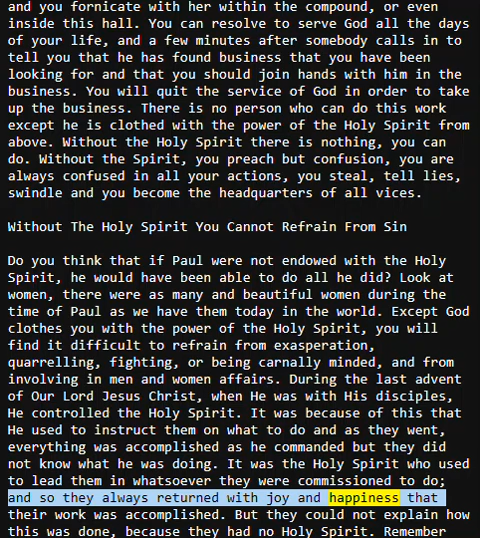 and you fornicate with her within the compound, or even
inside this hall. You can resolve to serve God all the days
of your life, and a few minutes after somebody calls in to
tell you that he has found business that you have been
looking for and that you should join hands with him in the
business. You will quit the service of God in order to take
up the business. There is no person who can do this work
except he is clothed with the power of the Holy Spirit from
above. Without the Holy Spirit there is nothing, you can
do. Without the Spirit, you preach but confusion, you are
always confused in all your actions, you steal, tell lies,
swindle and you become the headquarters of all vices.

Without The Holy Spirit You Cannot Refrain From Sin

Do you think that if Paul were not endowed with the Holy
Spirit, he would have been able to do all he did? Look at
women, there were as many and beautiful women during the
time of Paul as we have them today in the world. Except God
clothes you with the power of the Holy Spirit, you will
find it difficult to refrain from exasperation,
quarrelling, fighting, or being carnally minded, and from
involving in men and women affairs. During the last advent
of Our Lord Jesus Christ, when He was with His disciples,
He controlled the Holy Spirit. It was because of this that
He used to instruct them on what to do and as they went,
everything was accomplished as he commanded but they did
not know what he was doing. It was the Holy Spirit who used
to lead them in whatsoever they were commissioned to do;
and so they always returned with joy and happiness that
their work was accomplished. But they could not explain how
this was done, because they had no Holy Spirit. Remember